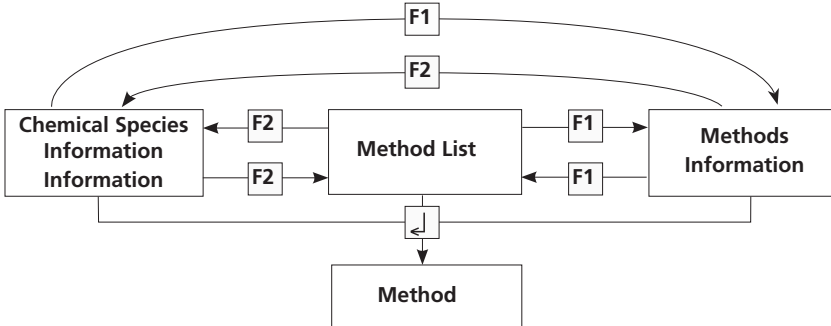 F1
F2
Chemical Species
Information
Information
F2
F2
Method List
F1
F1
Methods
Information
Method